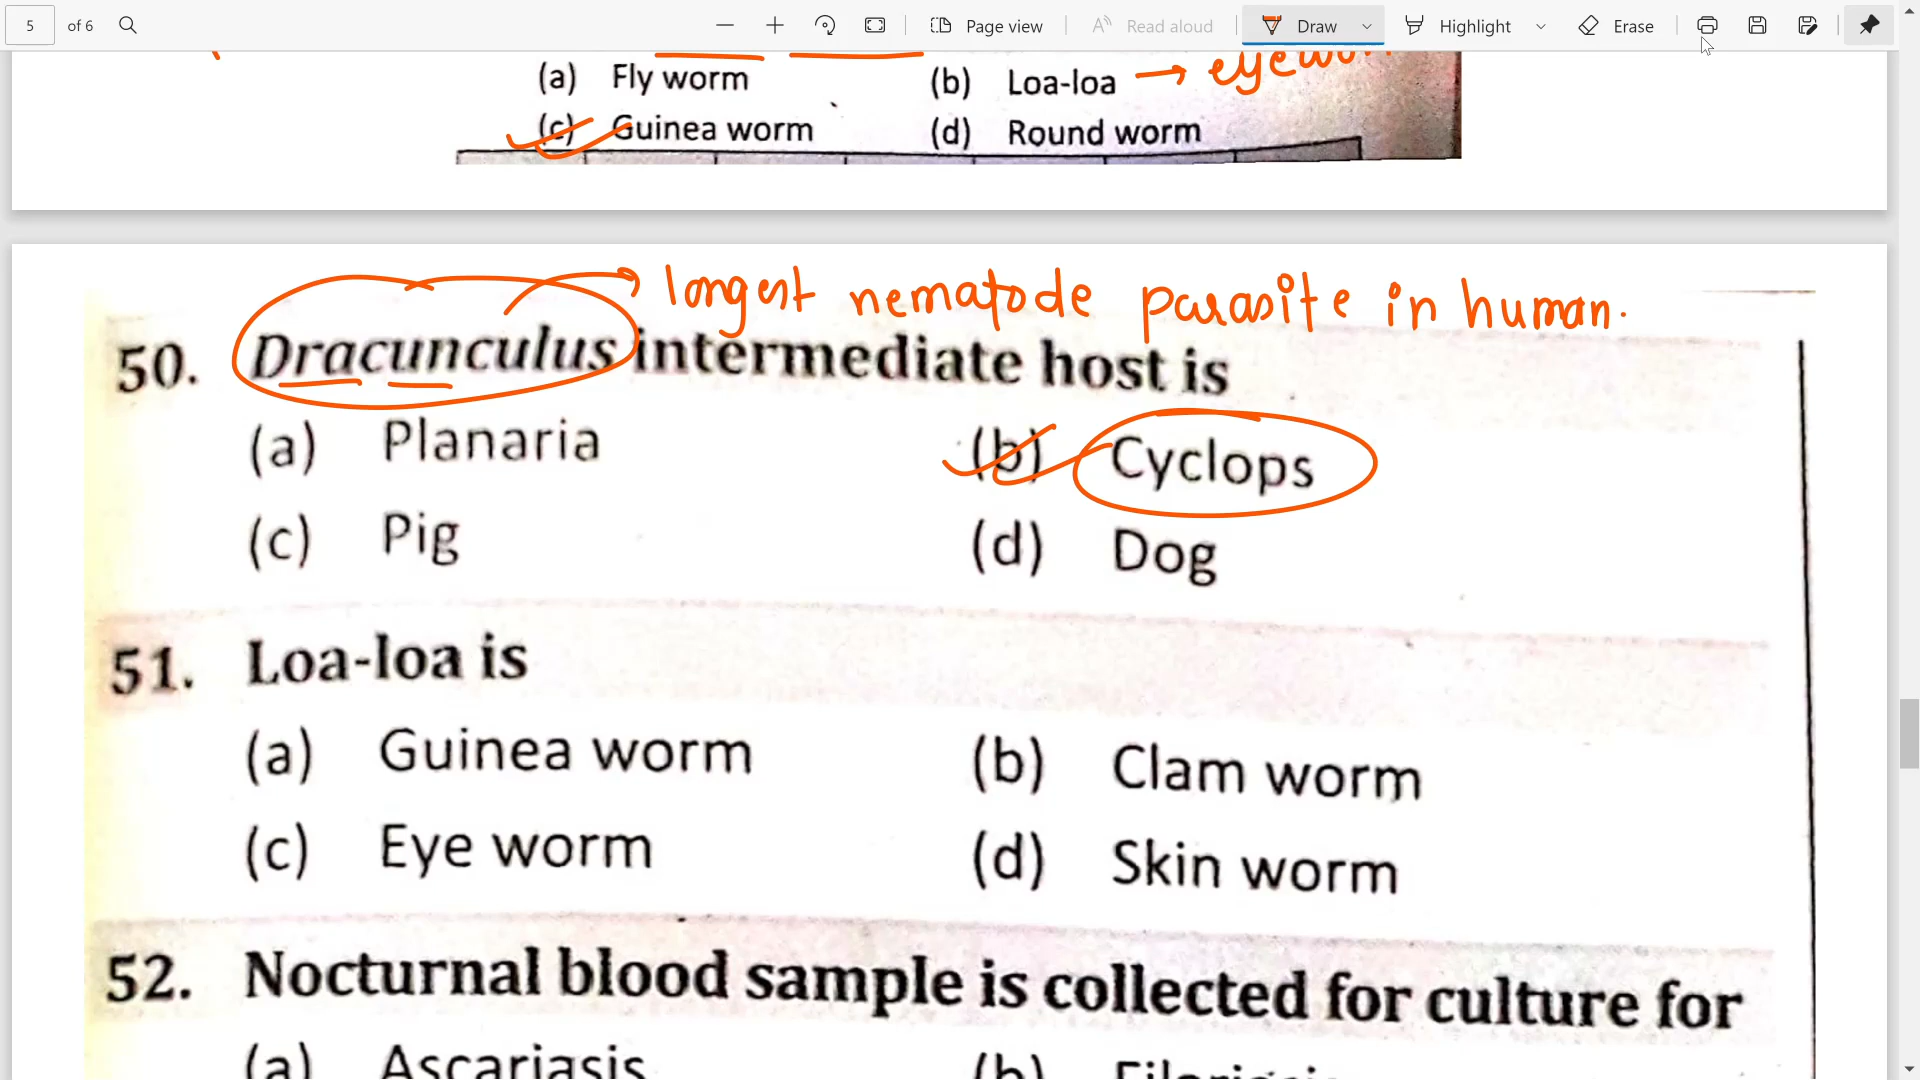 5 of 6 Page view Read aloud Draw Highlight Erase
(a) Fly worm (b) Loa-loa → eyewor
(c) Guinea worm (d) Round worm
longest nematode parasite in human.
50. Dracunculus intermediate host is
(a) Planaria (b) Cyclops
(c) Pig (d) Dog
51. Loa-loa is
(a) Guinea worm (b) Clam worm
(c) Eye worm (d) Skin worm
52. Nocturnal blood sample is collected for culture for
(a) Ascariasis (b)